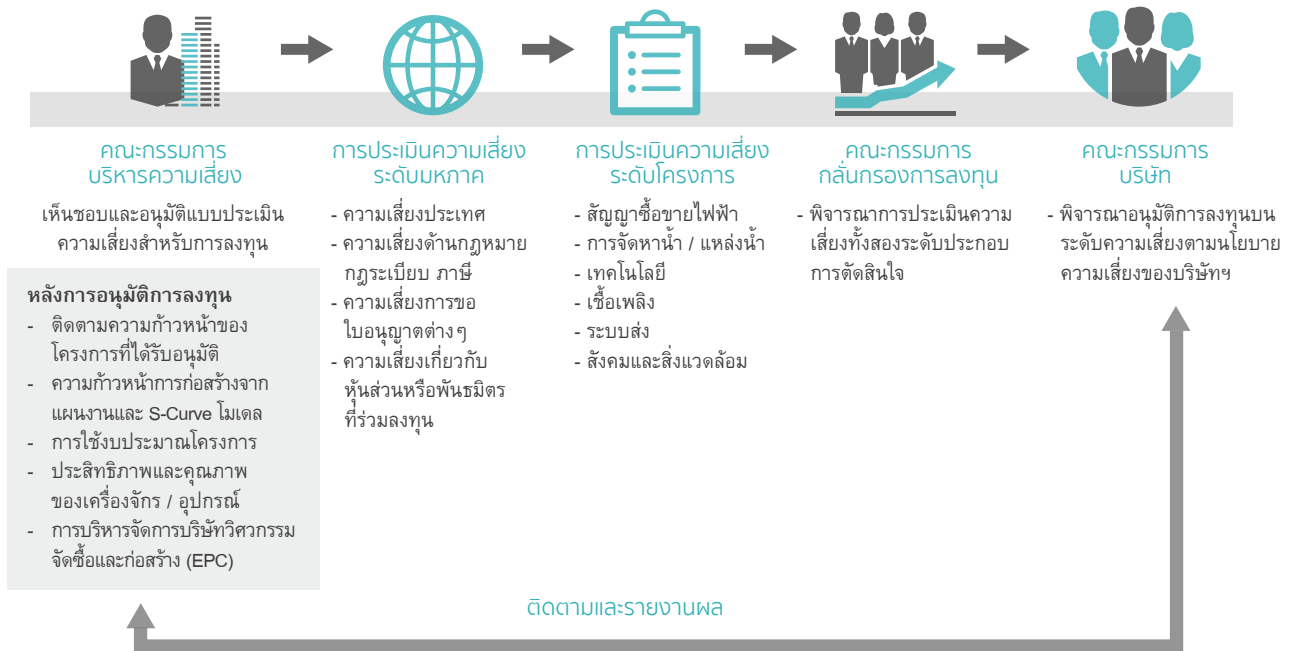 คณะกรรมการ
บริหารความเสี่ยง
เห็นชอบและอนุมัติแบบประเมิน
ความเสี่ยงสำหรับการลงทุน
หลังการอนุมัติการลงทุน
- ติดตามความก้าวหน้าของ
โครงการที่ได้รับอนุมัติ
- ความก้าวหน้าการก่อสร้างจาก
แผนงานและ S-Curve โมเดล
- การใช้งบประมาณโครงการ
- ประสิทธิภาพและคุณภาพ
ของเครื่องจักร / อุปกรณ์
- การบริหารจัดการบริษัทวิศวกรรม
จัดซื้อและก่อสร้าง (EPC)
การประเมินความเสี่ยง
ระดับมหภาค
- ความเสี่ยงประเทศ
- ความเสี่ยงด้านกฎหมาย
กฎระเบียบ ภาษี
- ความเสี่ยงการขอ
ใบอนุญาตต่างๆ
- ความเสี่ยงเกี่ยวกับ
หุ้นส่วนหรือพันธมิตร
ที่ร่วมลงทุน
การประเมินความเสี่ยง
ระดับโครงการ
- สัญญาซื้อขายไฟฟ้า
- การจัดหาน้ำ / แหล่งน้ำ
- เทคโนโลยี
- เชื้อเพลิง
- ระบบส่ง
- สังคมและสิ่งแวดล้อม
คณะกรรมการ
กลั่นกรองการลงทุน
- พิจารณาการประเมินความ
เสี่ยงทั้งสองระดับประกอบ
การตัดสินใจ
คณะกรรมการ
บริษัท
- พิจารณาอนุมัติการลงทุนบน
ระดับความเสี่ยงตามนโยบาย
ความเสี่ยงของบริษัทฯ
ติดตามและรายงานผล